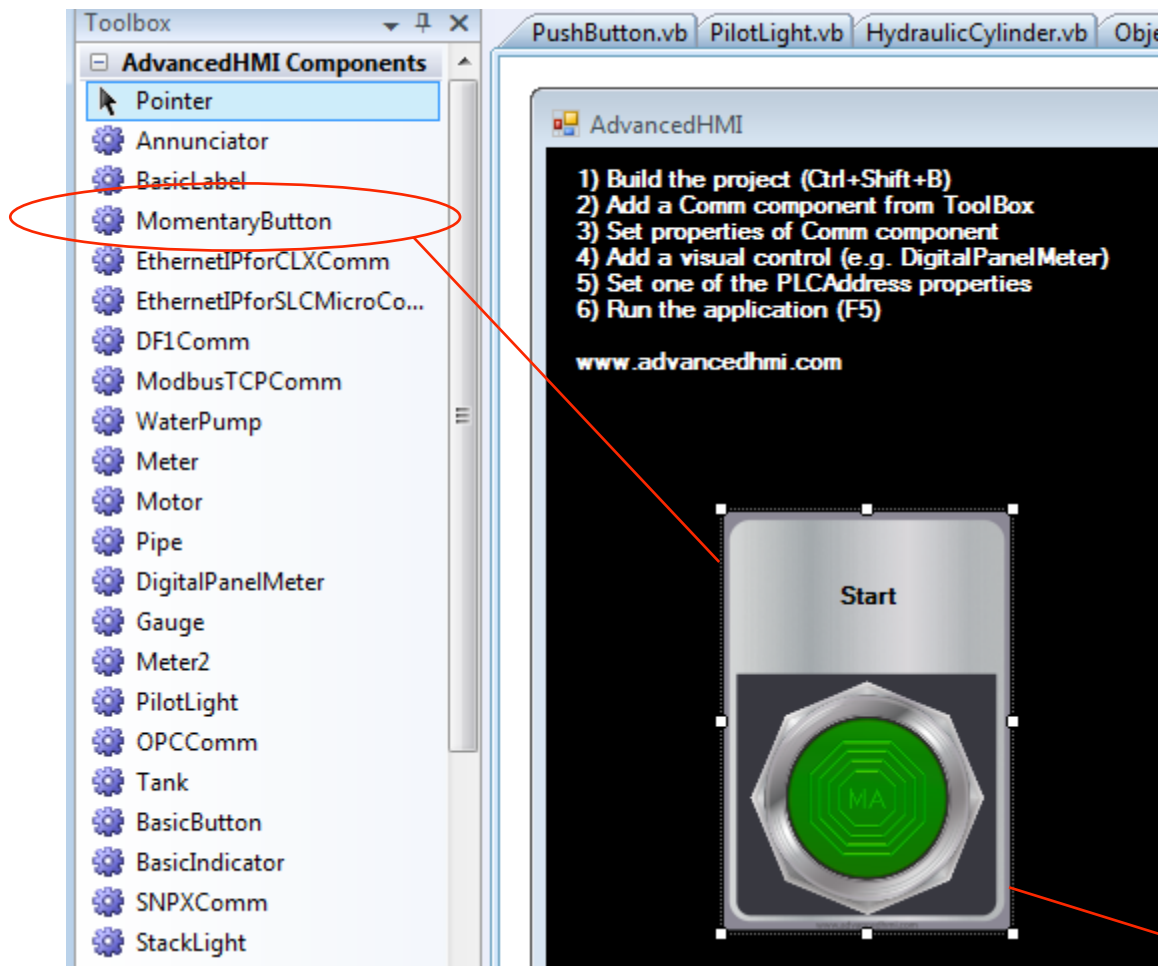 Toolbox
PushButton.vb PilotLight.vb HydraulicCylinder.vb Obje
AdvancedHMI Components
Pointer
Annunciator
BasicLabel
MomentaryButton
EthernetIPforCLXComm
EthernetIPforSLCMicroCo...
DF1Comm
ModbusTCPComm
WaterPump
Meter
Motor
Pipe
DigitalPanelMeter
Gauge
Meter2
PilotLight
OPCComm
Tank
BasicButton
BasicIndicator
SNPXComm
StackLight
AdvancedHMI
1) Build the project (Ctrl+Shift+B)
2) Add a Comm component from ToolBox
3) Set properties of Comm component
4) Add a visual control (e.g. DigitalPanelMeter)
5) Set one of the PLCAddress properties
6) Run the application (F5)
www.advancedhmi.com
Start
MA